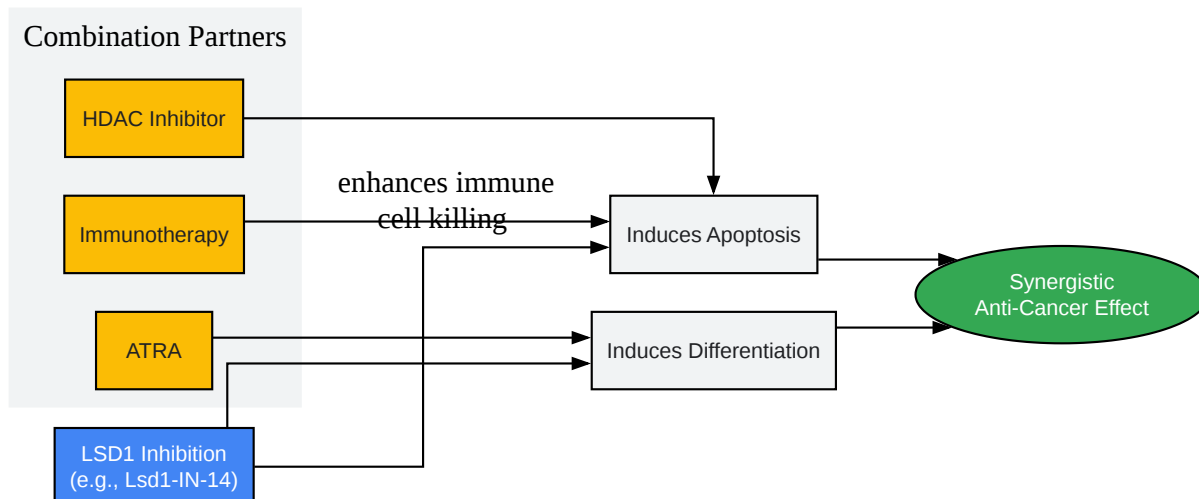 Combination Partners
HDAC Inhibitor
enhances immune
cell killing
Immunotherapy
Induces Apoptosis
Synergistic
Anti-Cancer Effect
ATRA
Induces Differentiation
LSD1 Inhibition
(e.g., Lsd1-IN-14)